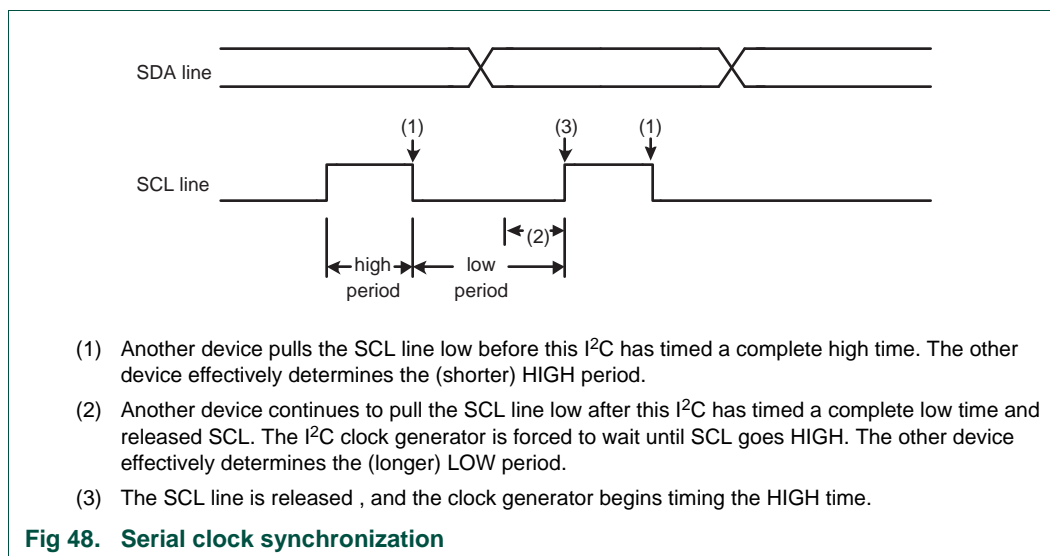 SDA line
(1) (3) (1)
SCL line
(2)
high low
period period
(1) Another device pulls the SCL line low before this I²C has timed a complete high time. The other
device effectively determines the (shorter) HIGH period.
(2) Another device continues to pull the SCL line low after this I²C has timed a complete low time and
released SCL. The I²C clock generator is forced to wait until SCL goes HIGH. The other device
effectively determines the (longer) LOW period.
(3) The SCL line is released , and the clock generator begins timing the HIGH time.
Fig 48. Serial clock synchronization